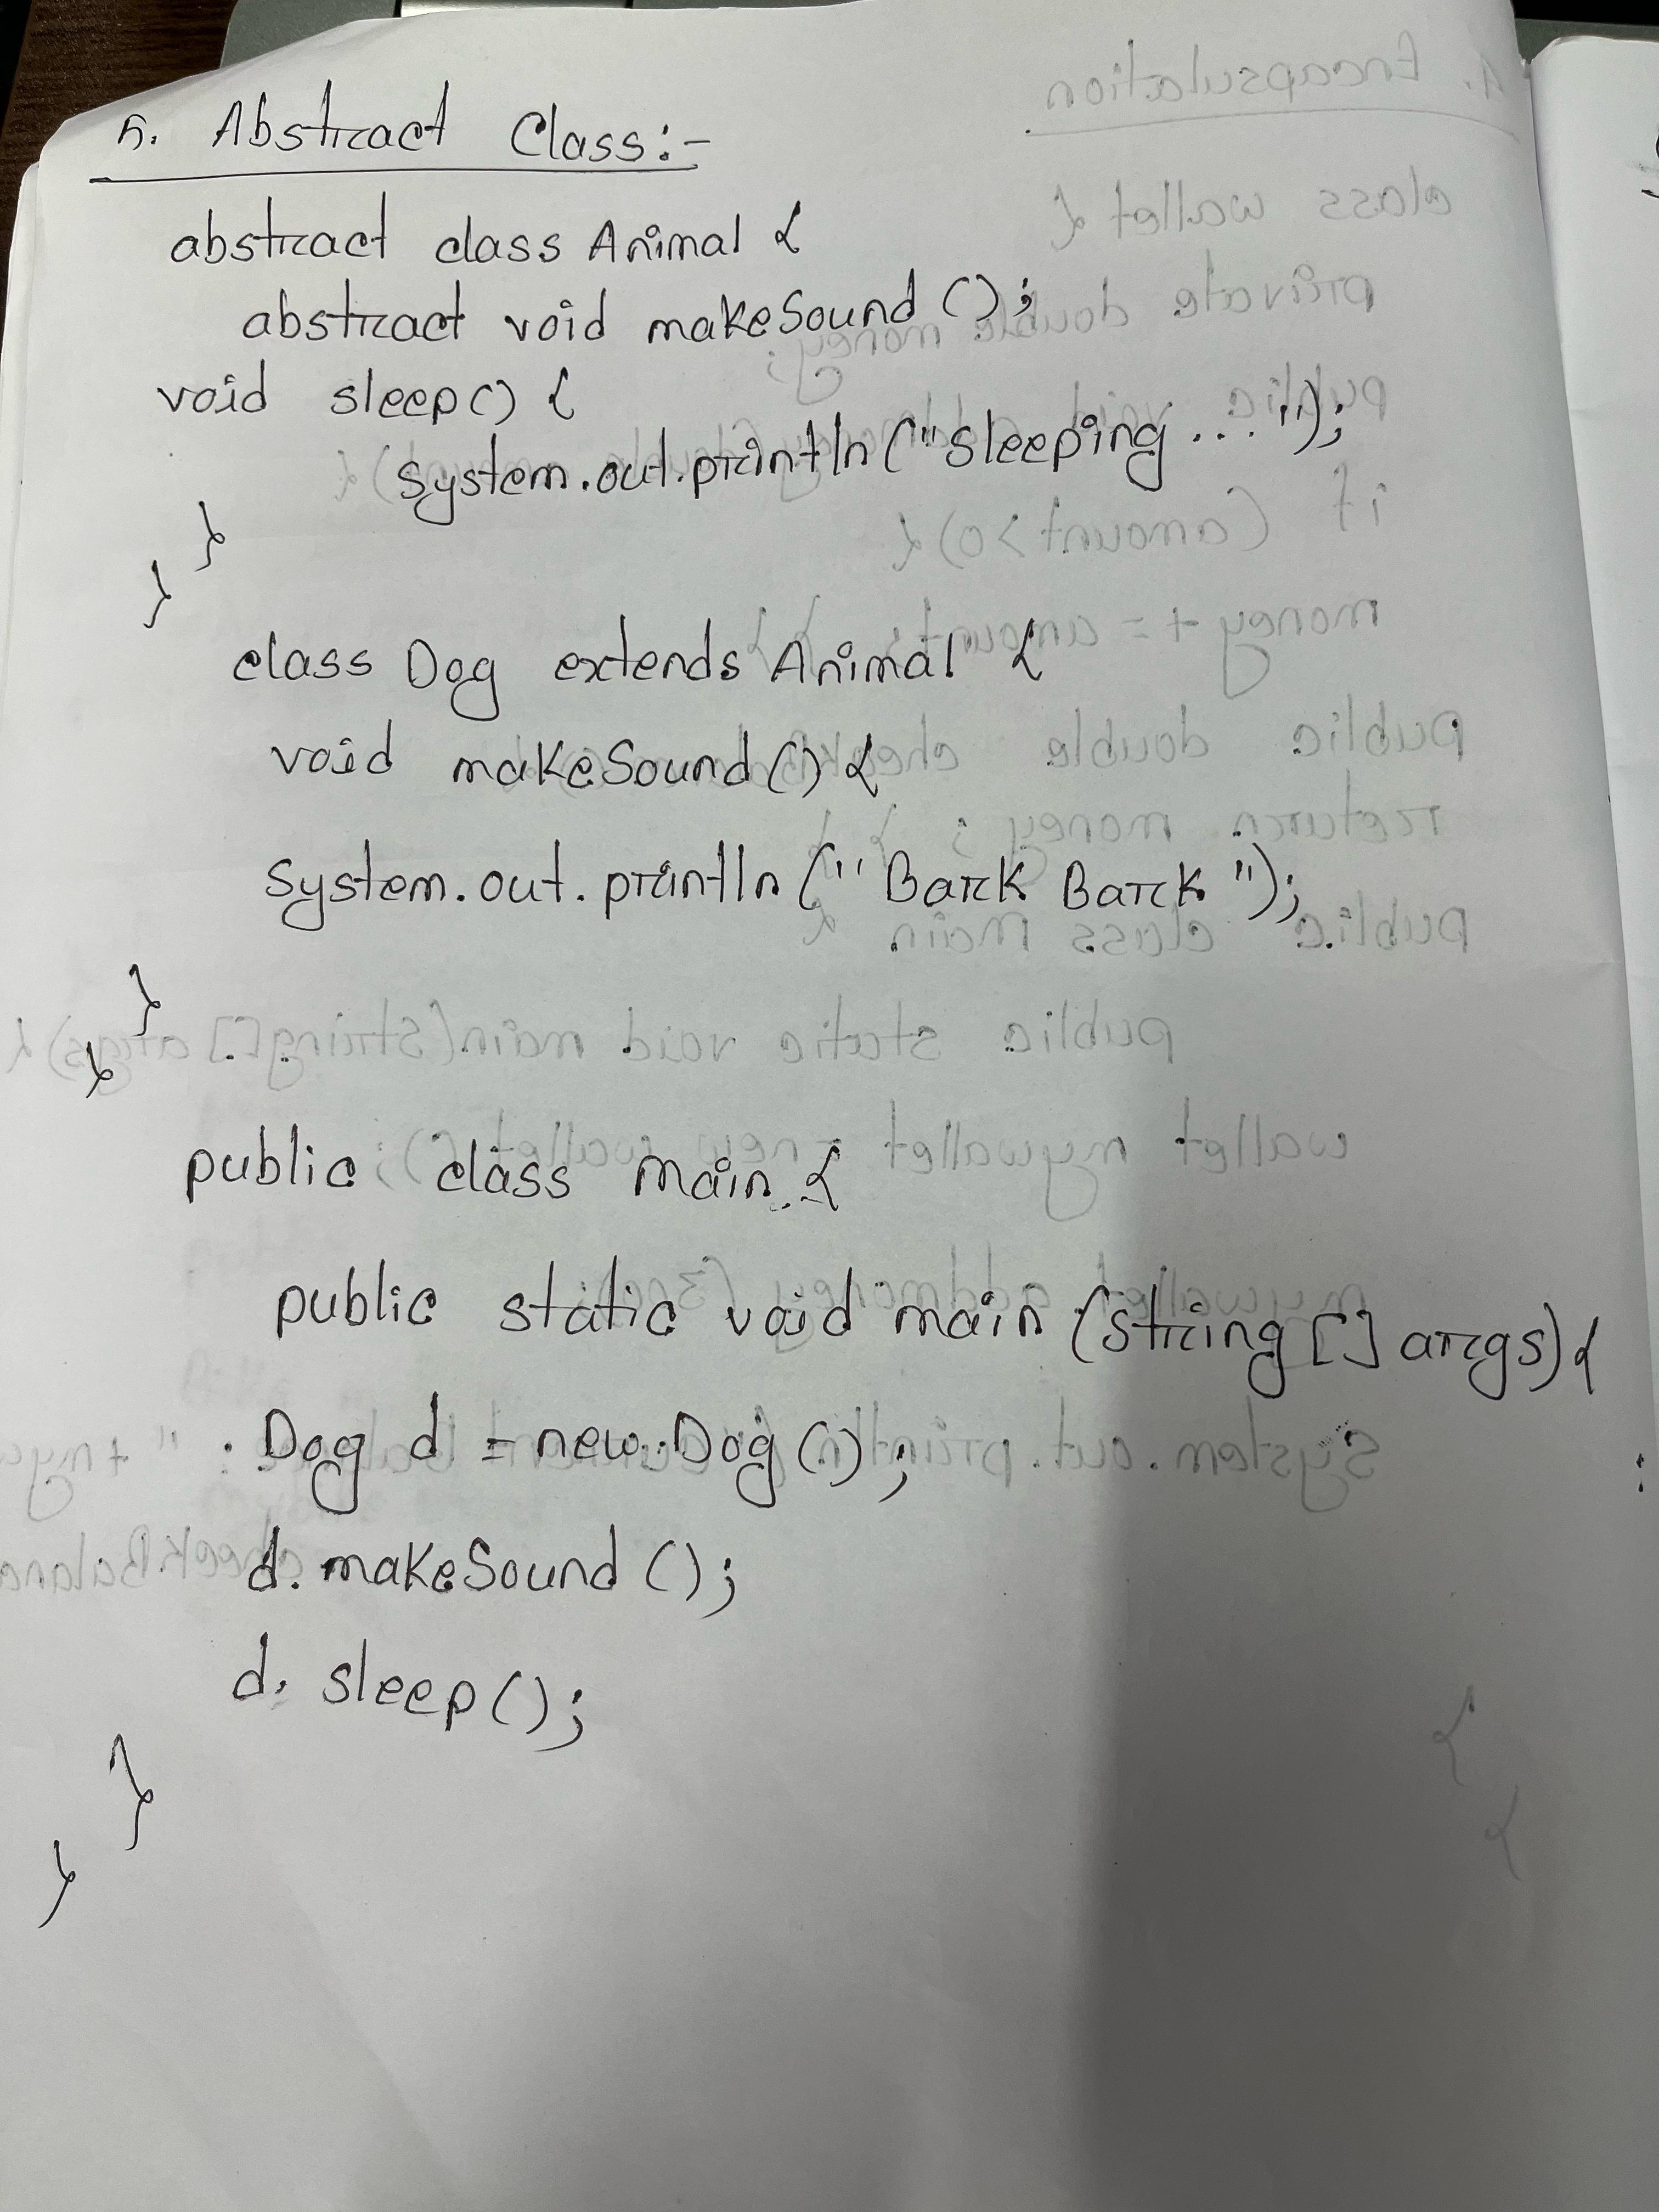 5. Abstract Class:-
abstract class Animal {
abstract void makeSound ();
void sleep() {
System.out.println("Sleeping...");
}
}
class Dog extends Animal {
void makeSound() {
System.out.println("Bark Bark");
}
}
public class Main {
public static void main (String [] args) {
Dog d = new Dog ();
d. makeSound ();
d. sleep();
}
}